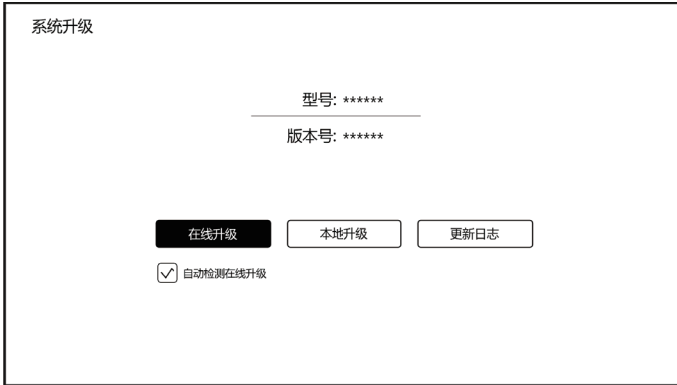 系统升级
型号: ******
版本号: ******
在线升级 本地升级 更新日志
自动检测在线升级